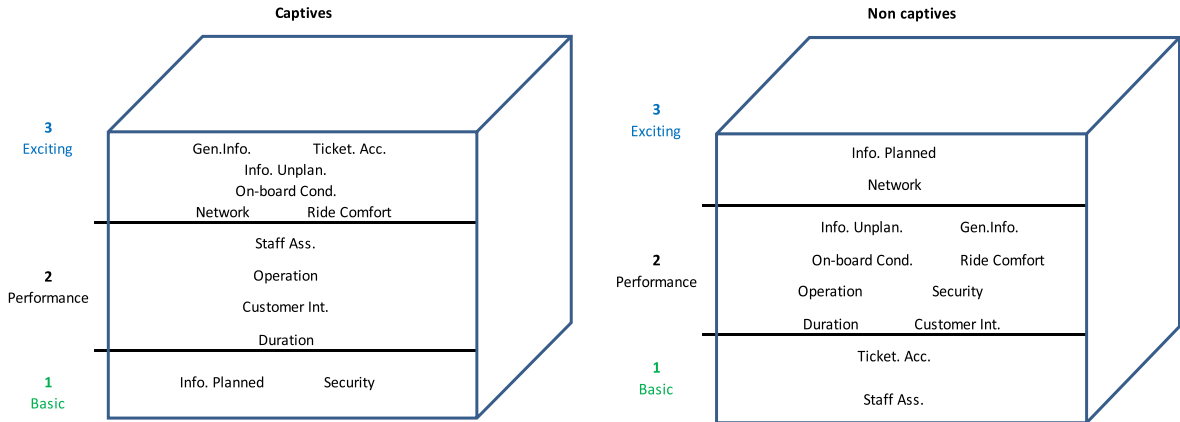 Captives
3
Exciting
Gen.Info. Ticket. Acc.
Info. Unplan.
On-board Cond.
Network Ride Comfort
2
Performance
Staff Ass.
Operation
Customer Int.
Duration
1
Basic
Info. Planned Security
Non captives
3
Exciting
Info. Planned
Network
2
Performance
Info. Unplan. Gen.Info.
On-board Cond. Ride Comfort
Operation Security
Duration Customer Int.
1
Basic
Ticket. Acc.
Staff Ass.